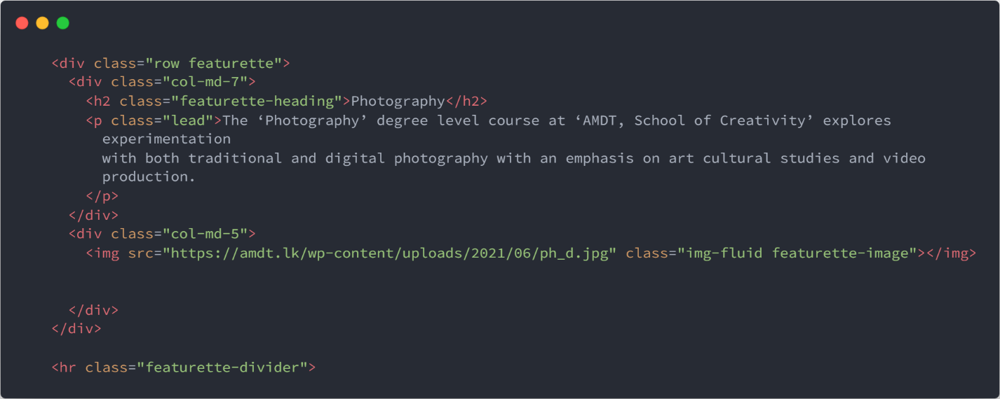 <div class="row featurette">
<div class="col-md-7">
<h2 class="featurette-heading">Photography</h2>
<p class="lead">The ‘Photography’ degree level course at ‘AMDT, School of Creativity’ explores
experimentation
with both traditional and digital photography with an emphasis on art cultural studies and video
production.
</p>
</div>
<div class="col-md-5">
<img src="https://amdt.lk/wp-content/uploads/2021/06/ph_d.jpg" class="img-fluid featurette-image"></img>
</div>
</div>
<hr class="featurette-divider">